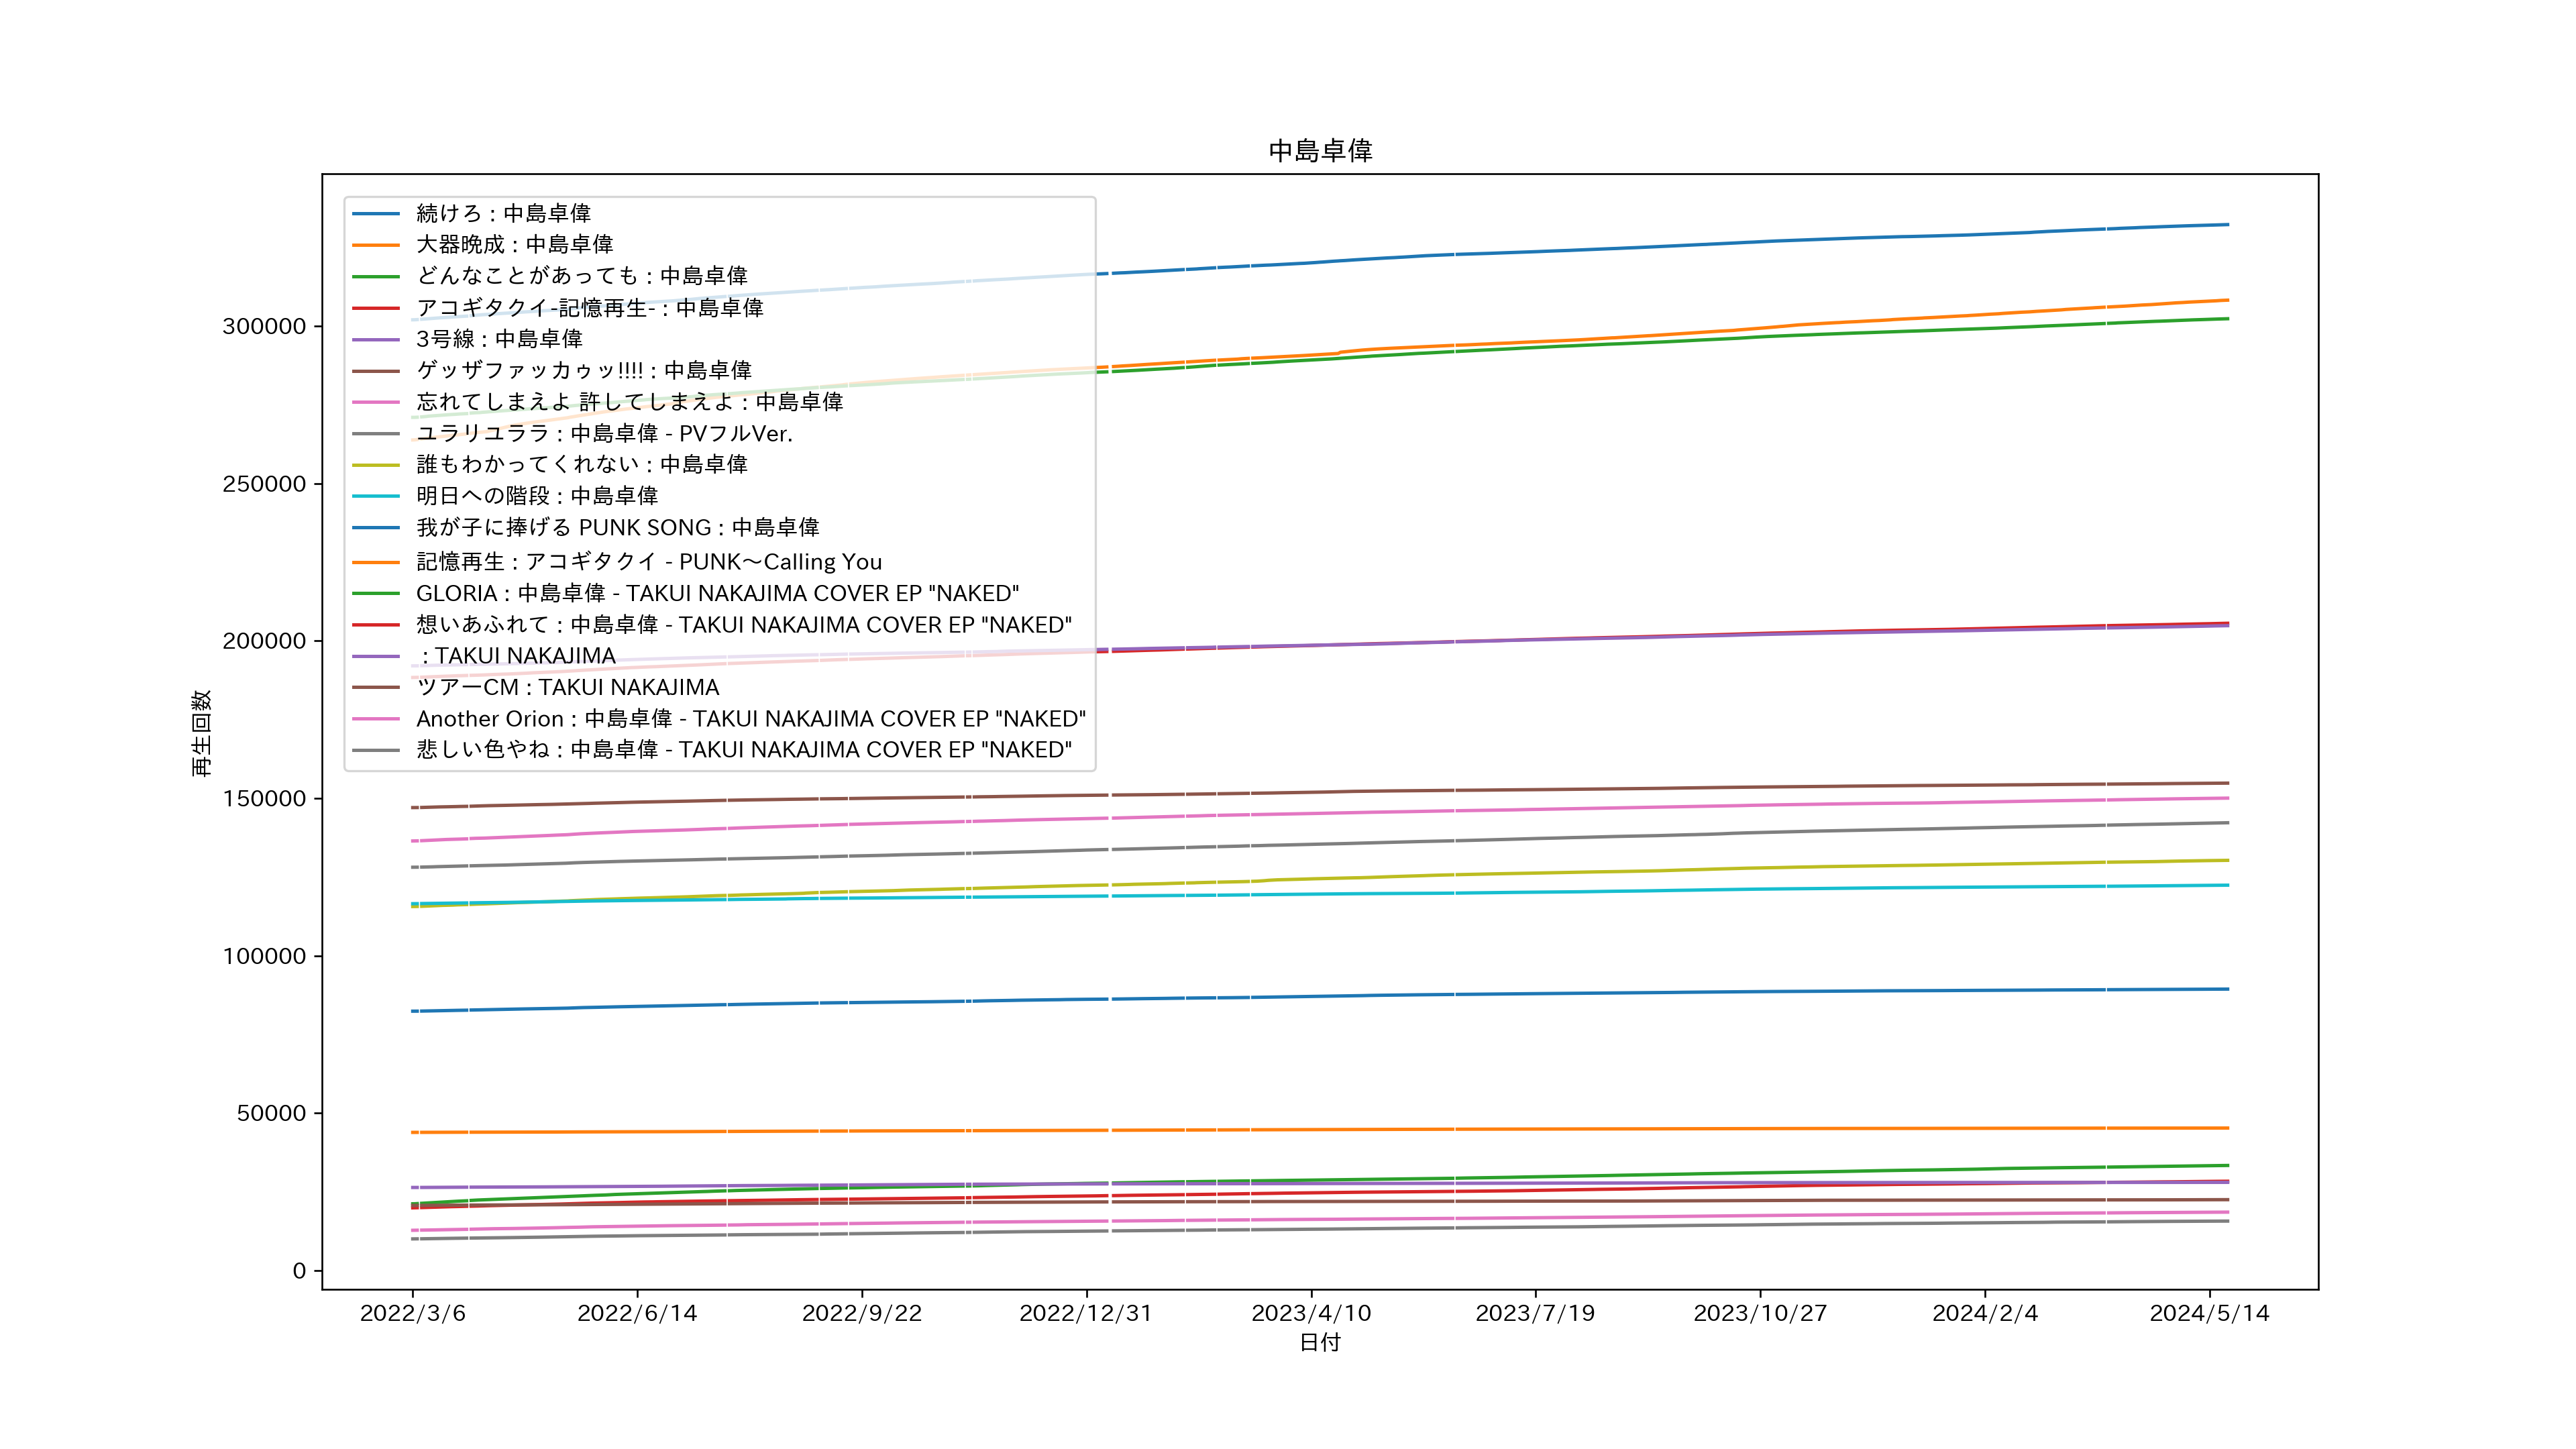 中島卓偉
続けろ : 中島卓偉
大器晩成 : 中島卓偉
どんなことがあっても : 中島卓偉
アコギタクイ-記憶再生- : 中島卓偉
3号線 : 中島卓偉
ゲッザファッカゥッ!!!! : 中島卓偉
忘れてしまえよ 許してしまえよ : 中島卓偉
ユラリユララ : 中島卓偉 - PVフルVer.
誰もわかってくれない : 中島卓偉
明日への階段 : 中島卓偉
我が子に捧げる PUNK SONG : 中島卓偉
記憶再生 : アコギタクイ - PUNK～Calling You
GLORIA : 中島卓偉 - TAKUI NAKAJIMA COVER EP "NAKED"
想いあふれて : 中島卓偉 - TAKUI NAKAJIMA COVER EP "NAKED"
: TAKUI NAKAJIMA
ツアーCM : TAKUI NAKAJIMA
Another Orion : 中島卓偉 - TAKUI NAKAJIMA COVER EP "NAKED"
悲しい色やね : 中島卓偉 - TAKUI NAKAJIMA COVER EP "NAKED"
再生回数
300000
250000
200000
150000
100000
50000
0
2022/3/6
2022/6/14
2022/9/22
2022/12/31
2023/4/10
2023/7/19
2023/10/27
2024/2/4
2024/5/14
日付